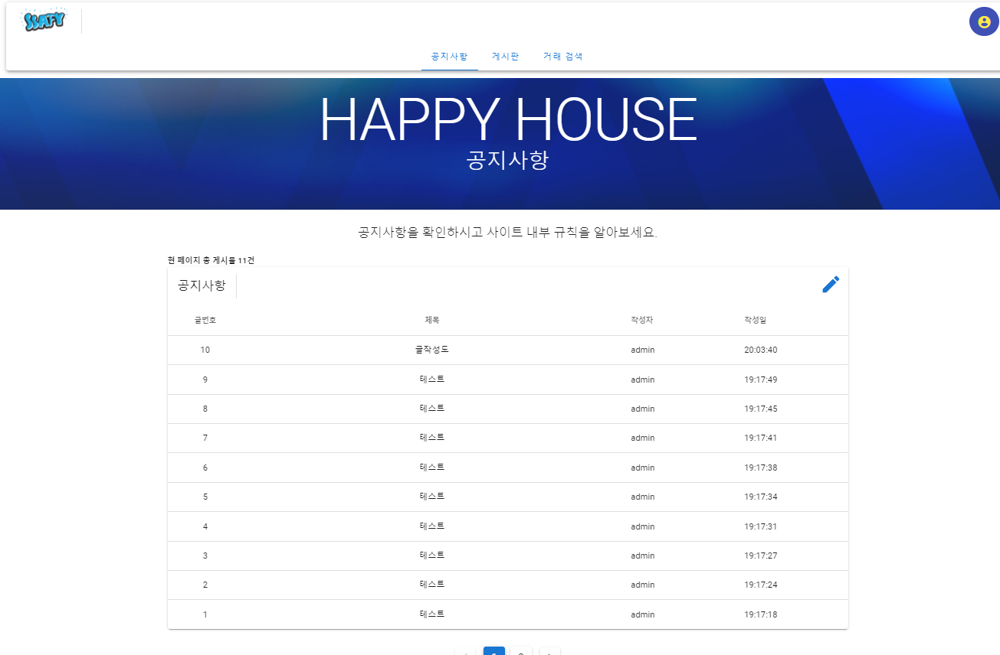 SSAFY
공지사항 게시판 거래 검색
HAPPY HOUSE
공지사항
공지사항을 확인하시고 사이트 내부 규칙을 알아보세요.
현 페이지 총 게시물 11건
공지사항
글번호 제목 작성자 작성일
10 글작성도 admin 20:03:40
9 테스트 admin 19:17:49
8 테스트 admin 19:17:45
7 테스트 admin 19:17:41
6 테스트 admin 19:17:38
5 테스트 admin 19:17:34
4 테스트 admin 19:17:31
3 테스트 admin 19:17:27
2 테스트 admin 19:17:24
1 테스트 admin 19:17:18